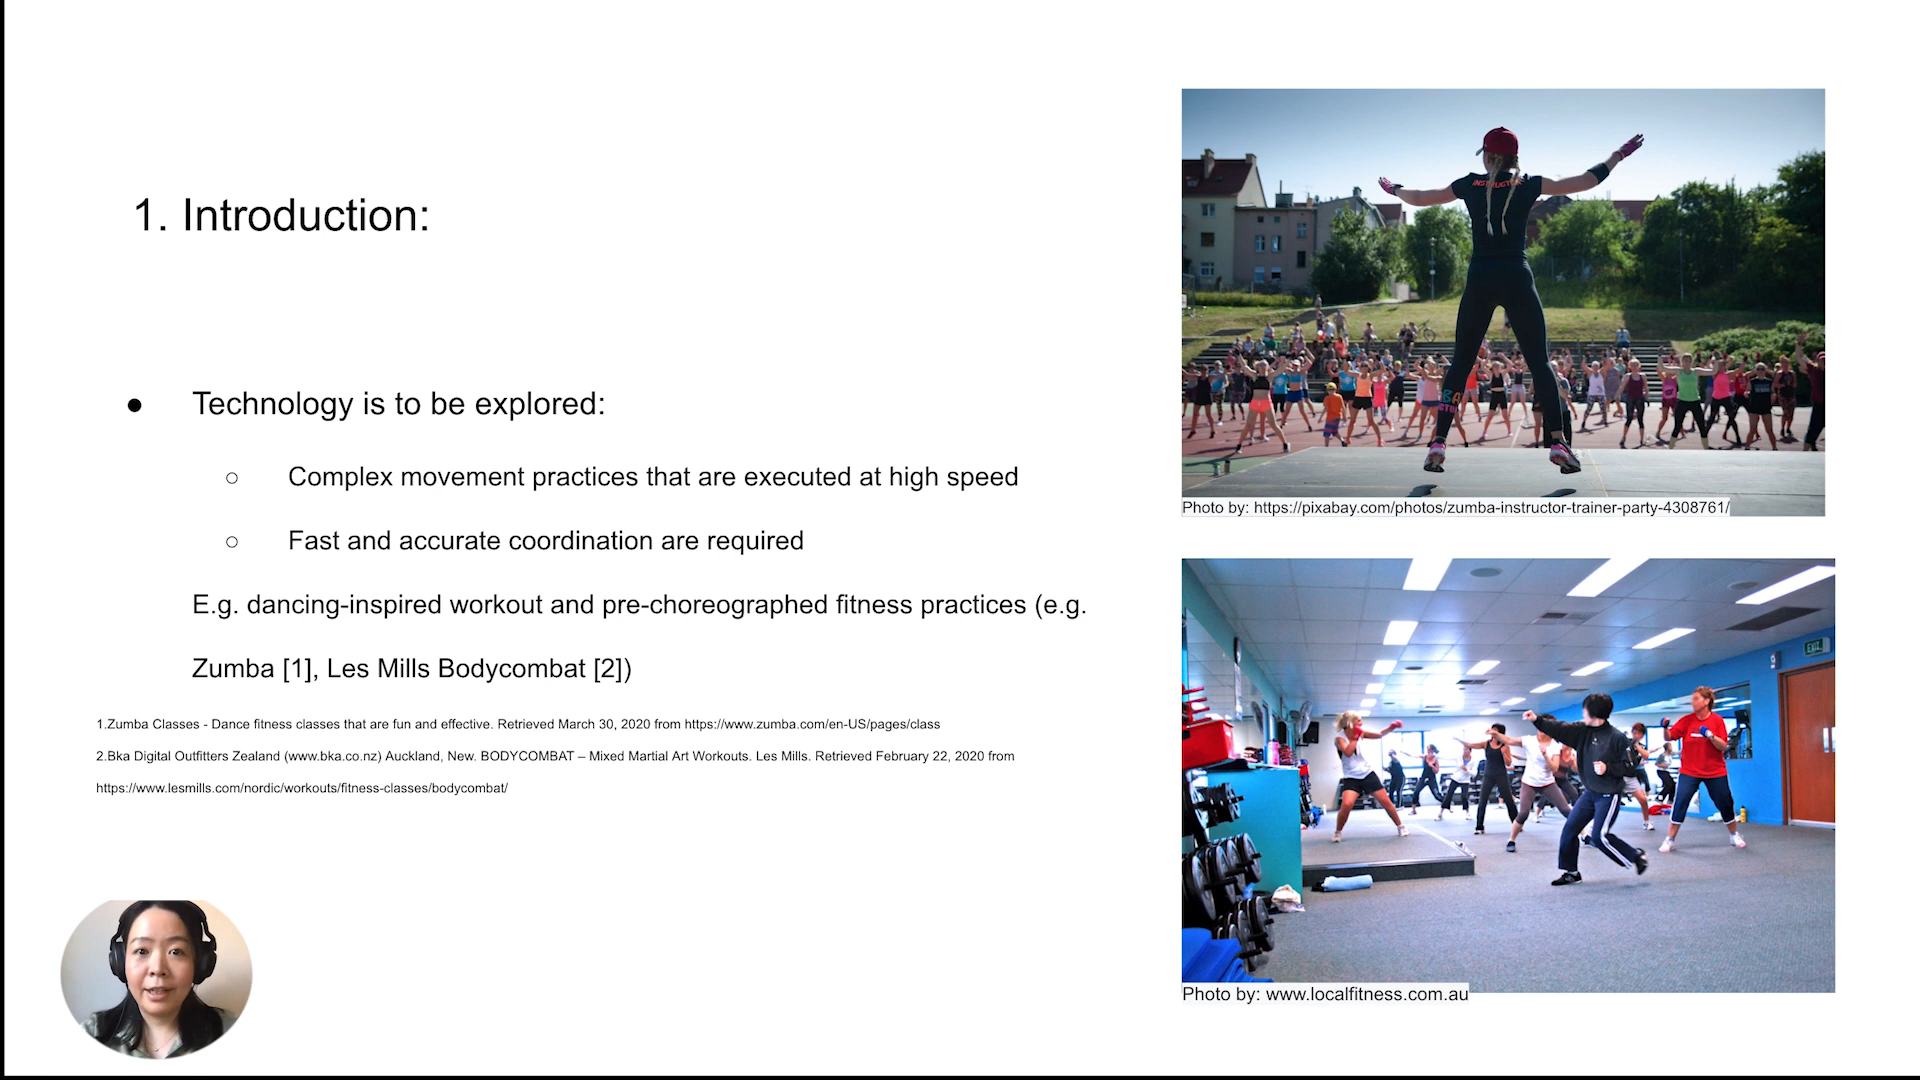 1. Introduction:
● Technology is to be explored:
○ Complex movement practices that are executed at high speed
○ Fast and accurate coordination are required
E.g. dancing-inspired workout and pre-choreographed fitness practices (e.g.
Zumba [1], Les Mills Bodycombat [2])
1.Zumba Classes - Dance fitness classes that are fun and effective. Retrieved March 30, 2020 from https://www.zumba.com/en-US/pages/class
2.Bka Digital Outfitters Zealand (www.bka.co.nz) Auckland, New. BODYCOMBAT – Mixed Martial Art Workouts. Les Mills. Retrieved February 22, 2020 from
https://www.lesmills.com/nordic/workouts/fitness-classes/bodycombat/
INSTRUCTOR
Photo by: https://pixabay.com/photos/zumba-instructor-trainer-party-4308761/
EXIT
Photo by: www.localfitness.com.au